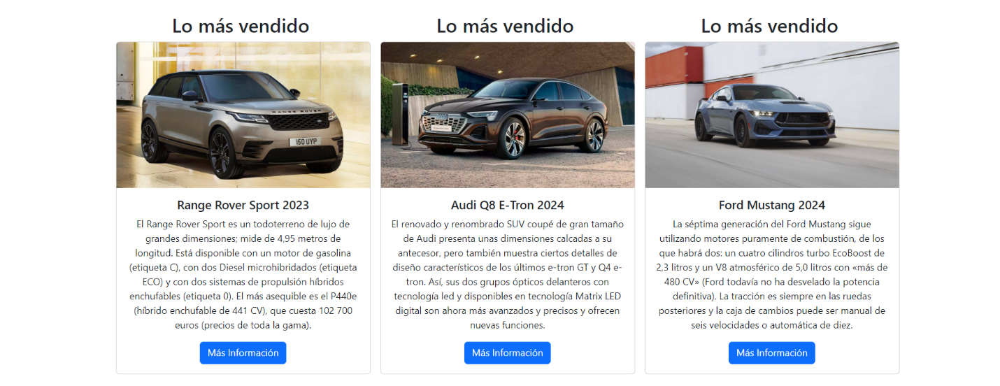 Lo más vendido
RANGE ROVER
150 UYP
Range Rover Sport 2023
El Range Rover Sport es un todoterreno de lujo de
grandes dimensiones; mide de 4,95 metros de
longitud. Está disponible con un motor de gasolina
(etiqueta C), con dos Diesel microhibridados (etiqueta
ECO) y con dos sistemas de propulsión híbridos
enchufables (etiqueta 0). El más asequible es el P440e
(híbrido enchufable de 441 CV), que cuesta 102 700
euros (precios de toda la gama).
Más Información
Lo más vendido
Audi Q8 E-Tron 2024
El renovado y renombrado SUV coupé de gran tamaño
de Audi presenta unas dimensiones calcadas a su
antecesor, pero también muestra ciertos detalles de
diseño característicos de los últimos e-tron GT y Q4 e-
tron. Así, sus dos grupos ópticos delanteros con
tecnología led y disponibles en tecnología Matrix LED
digital son ahora más avanzados y precisos y ofrecen
nuevas funciones.
Más Información
Lo más vendido
Ford Mustang 2024
La séptima generación del Ford Mustang sigue
utilizando motores puramente de combustión, de los
que habrá dos: un cuatro cilindros turbo EcoBoost de
2,3 litros y un V8 atmosférico de 5,0 litros con «más de
480 CV» (Ford todavía no ha desvelado la potencia
definitiva). La tracción es siempre en las ruedas
posteriores y la caja de cambios puede ser manual de
seis velocidades o automática de diez.
Más Información